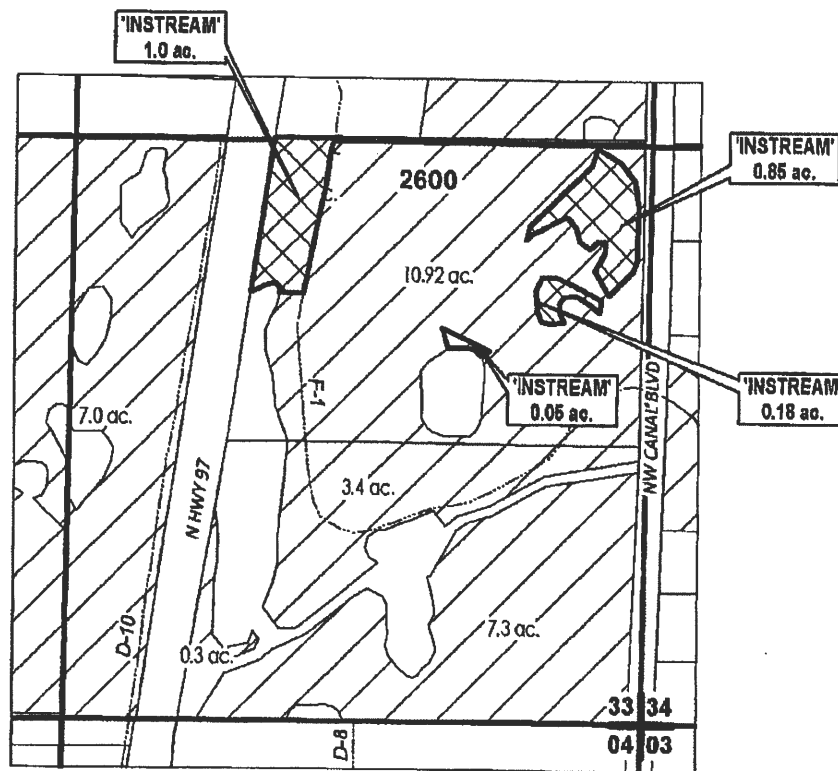 'INSTREAM'
1.0 ac.
'INSTREAM'
0.85 ac.
2600
10.92 ac.
'INSTREAM'
0.05 ac.
'INSTREAM'
0.18 ac.
F-1
7.0 ac.
N HWY 97
NW CANAL BLVD
3.4 ac.
D-10
0.3 ac.
7.3 ac.
33 34
04 03
D-8